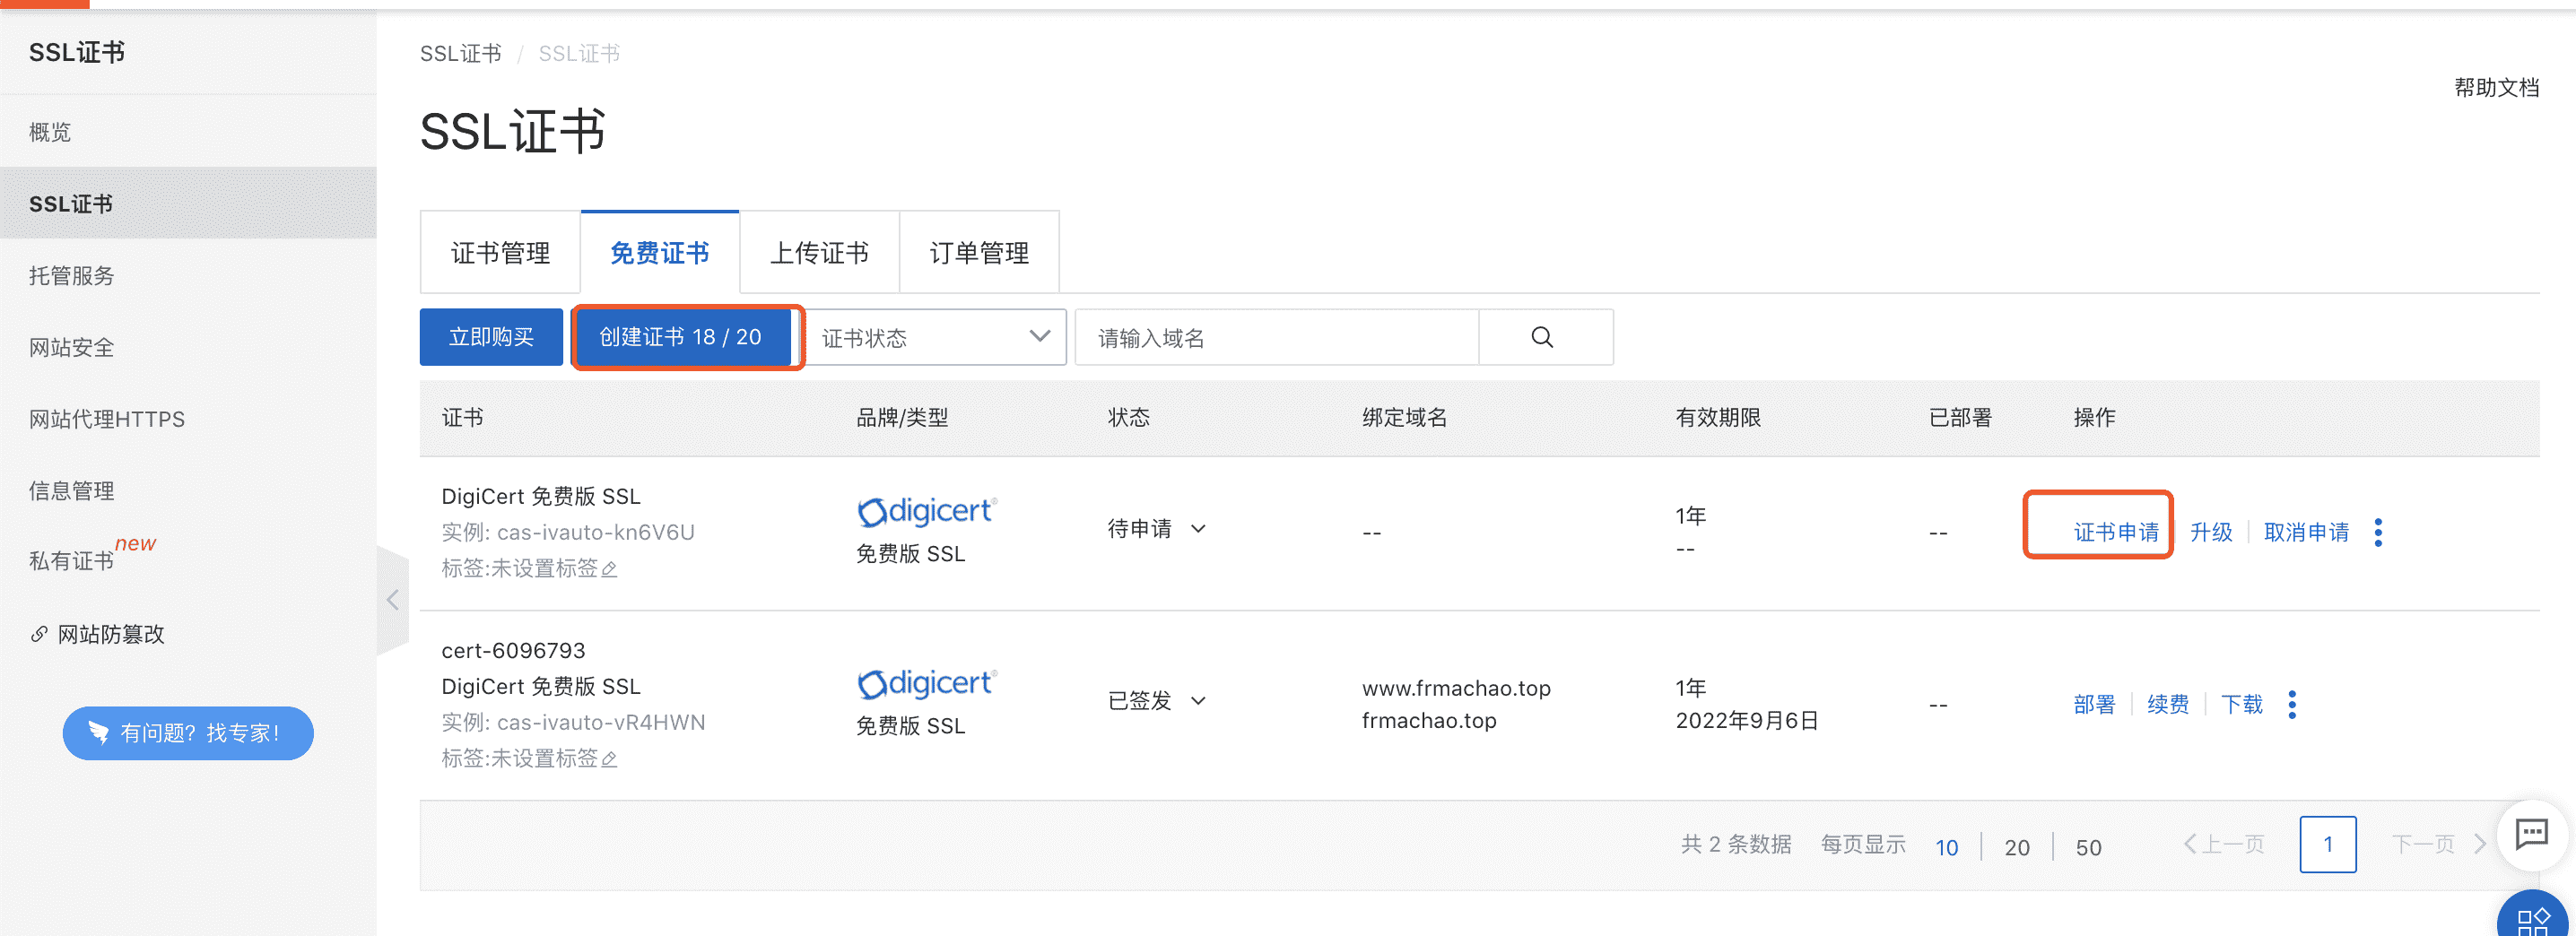 SSL证书
概览
SSL证书
托管服务
网站安全
网站代理HTTPS
信息管理
私有证书 new
网站防篡改
有问题? 找专家!
SSL证书 / SSL证书
帮助文档
SSL证书
证书管理 免费证书 上传证书 订单管理
立即购买 创建证书 18 / 20 证书状态 请输入域名
证书 品牌/类型 状态 绑定域名 有效期限 已部署 操作
DigiCert 免费版 SSL
实例: cas-ivauto-kn6V6U
标签:未设置标签
digicert®
免费版 SSL
待申请
--
1年
--
--
证书申请 升级 取消申请
cert-6096793
DigiCert 免费版 SSL
实例: cas-ivauto-vR4HWN
标签:未设置标签
digicert®
免费版 SSL
已签发
www.frmachao.top
frmachao.top
1年
2022年9月6日
--
部署 续费 下载
共 2 条数据 每页显示 10 20 50 上一页 1 下一页